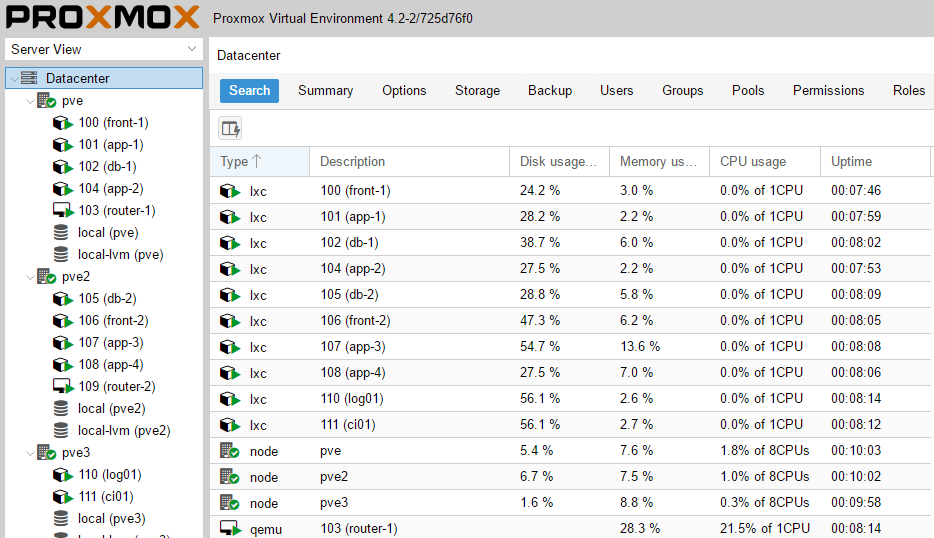 PROXMOX Proxmox Virtual Environment 4.2-2/725d76f0
Server View
Datacenter
pve
100 (front-1)
101 (app-1)
102 (db-1)
104 (app-2)
103 (router-1)
local (pve)
local-lvm (pve)
pve2
105 (db-2)
106 (front-2)
107 (app-3)
108 (app-4)
109 (router-2)
local (pve2)
local-lvm (pve2)
pve3
110 (log01)
111 (ci01)
local (pve3)
Datacenter
Search Summary Options Storage Backup Users Groups Pools Permissions Roles
Type Description Disk usage... Memory us... CPU usage Uptime
lxc 100 (front-1) 24.2 % 3.0 % 0.0% of 1CPU 00:07:46
lxc 101 (app-1) 28.2 % 2.2 % 0.0% of 1CPU 00:07:59
lxc 102 (db-1) 38.7 % 6.0 % 0.0% of 1CPU 00:08:02
lxc 104 (app-2) 27.5 % 2.2 % 0.0% of 1CPU 00:07:53
lxc 105 (db-2) 28.8 % 5.8 % 0.0% of 1CPU 00:08:09
lxc 106 (front-2) 47.3 % 6.2 % 0.0% of 1CPU 00:08:05
lxc 107 (app-3) 54.7 % 13.6 % 0.0% of 1CPU 00:08:08
lxc 108 (app-4) 27.5 % 7.0 % 0.0% of 1CPU 00:08:06
lxc 110 (log01) 56.1 % 2.6 % 0.0% of 1CPU 00:08:14
lxc 111 (ci01) 56.1 % 2.7 % 0.0% of 1CPU 00:08:12
node pve 5.4 % 7.6 % 1.8% of 8CPUs 00:10:03
node pve2 6.7 % 7.5 % 1.0% of 8CPUs 00:10:02
node pve3 1.6 % 8.8 % 0.3% of 8CPUs 00:09:58
qemu 103 (router-1) 28.3 % 21.5% of 1CPU 00:08:14